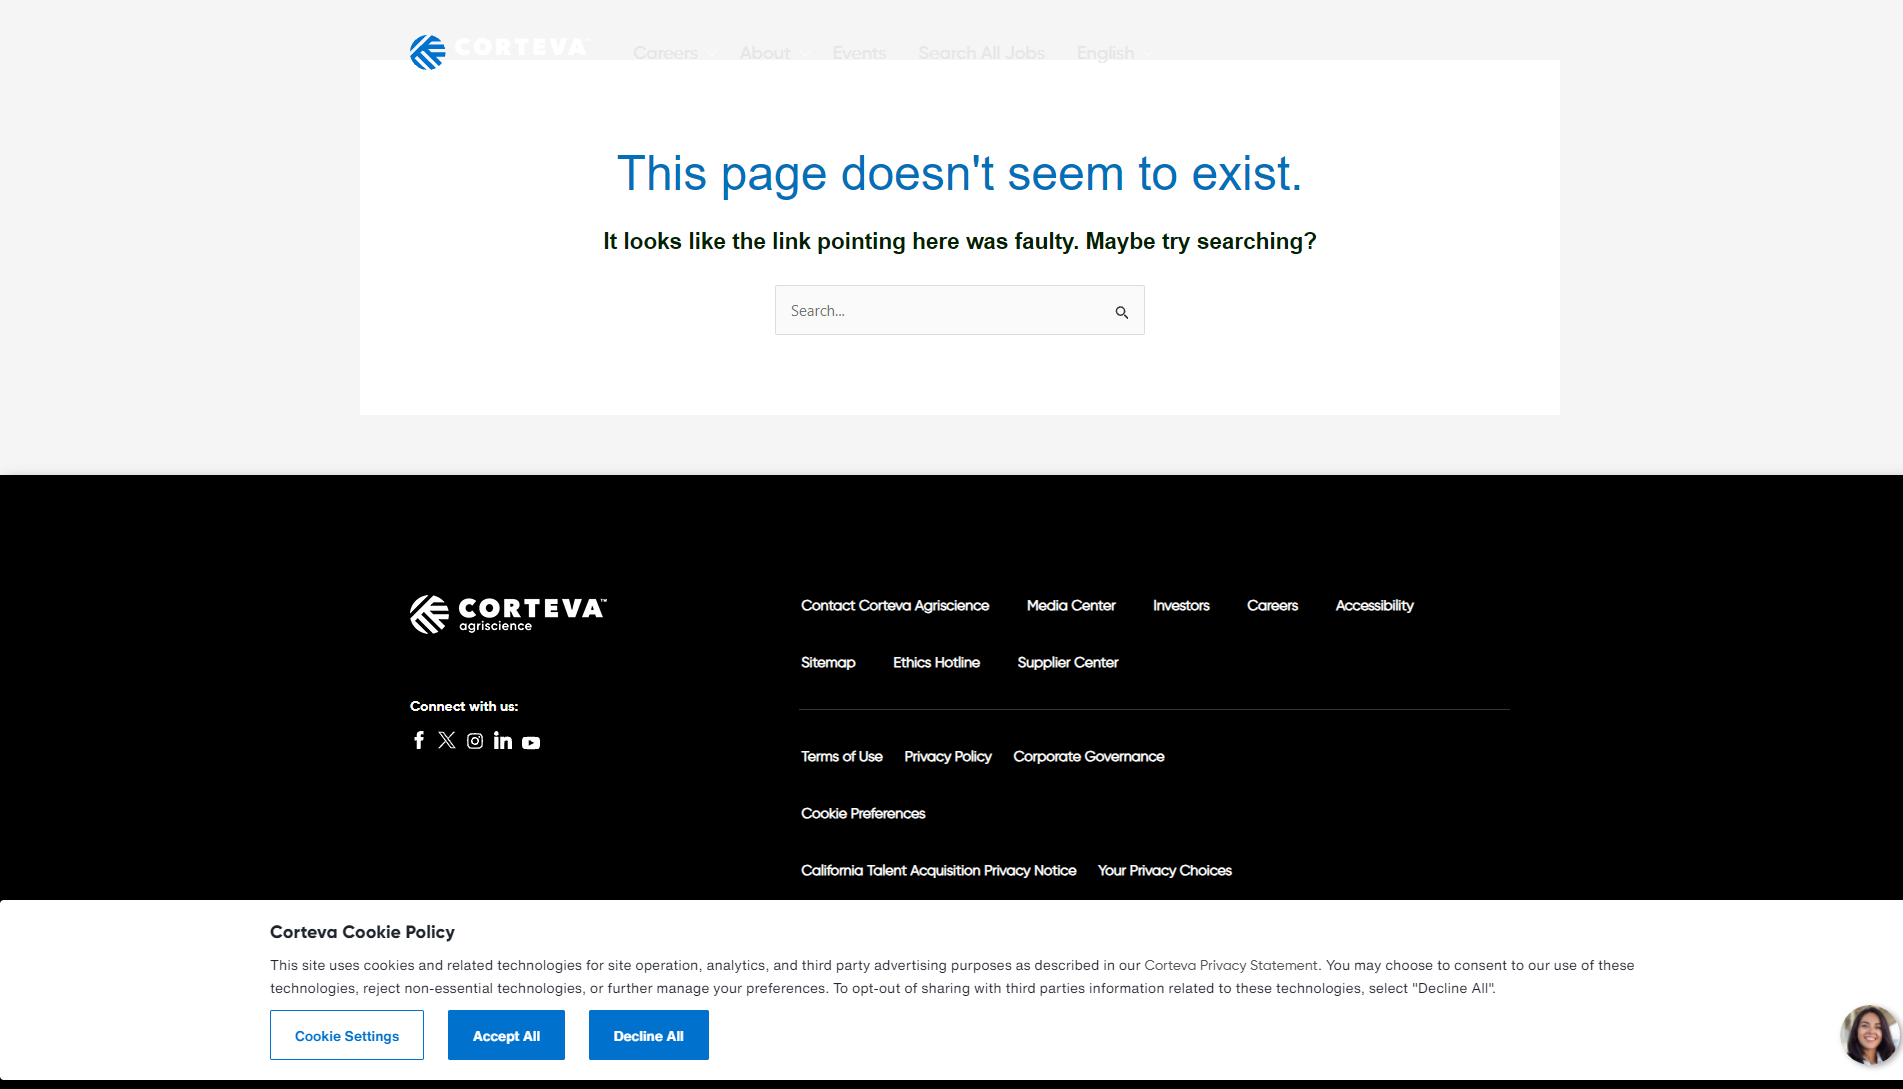 CORTEVA
Careers About Events Search All Jobs English
This page doesn't seem to exist.
It looks like the link pointing here was faulty. Maybe try searching?
Search...
CORTEVA™
agriscience
Contact Corteva Agriscience Media Center Investors Careers Accessibility
Sitemap Ethics Hotline Supplier Center
Connect with us:
Terms of Use Privacy Policy Corporate Governance
Cookie Preferences
California Talent Acquisition Privacy Notice Your Privacy Choices
Corteva Cookie Policy
This site uses cookies and related technologies for site operation, analytics, and third party advertising purposes as described in our Corteva Privacy Statement. You may choose to consent to our use of these
technologies, reject non-essential technologies, or further manage your preferences. To opt-out of sharing with third parties information related to these technologies, select "Decline All".
Cookie Settings Accept All Decline All